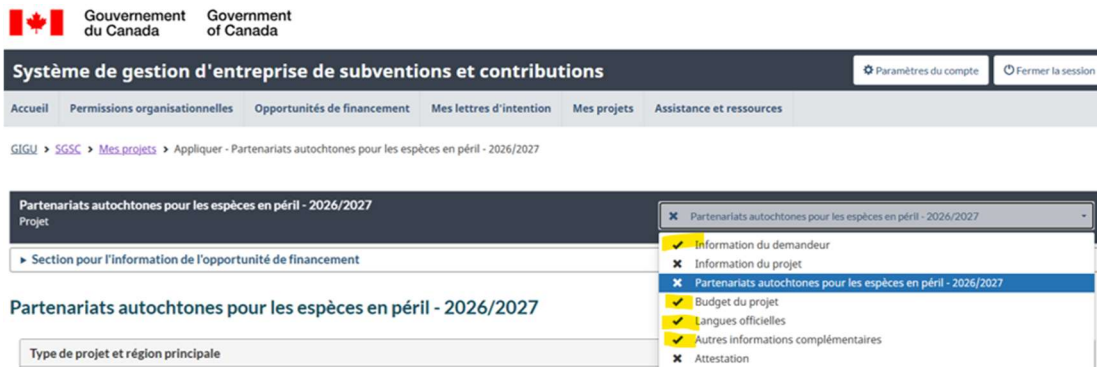 Gouvernement du Canada
Government of Canada
Système de gestion d'entreprise de subventions et contributions
Paramètres du compte
Fermer la session
Accueil Permissions organisationnelles Opportunités de financement Mes lettres d'intention Mes projets Assistance et ressources
GIGU > SGSC > Mes projets > Appliquer - Partenariats autochtones pour les espèces en péril - 2026/2027
Partenariats autochtones pour les espèces en péril - 2026/2027
Projet
Partenariats autochtones pour les espèces en péril - 2026/2027
Section pour l'information de l'opportunité de financement
Information du demandeur
Information du projet
Partenariats autochtones pour les espèces en péril - 2026/2027
Budget du projet
Langues officielles
Autres informations complémentaires
Attestation
Partenariats autochtones pour les espèces en péril - 2026/2027
Type de projet et région principale